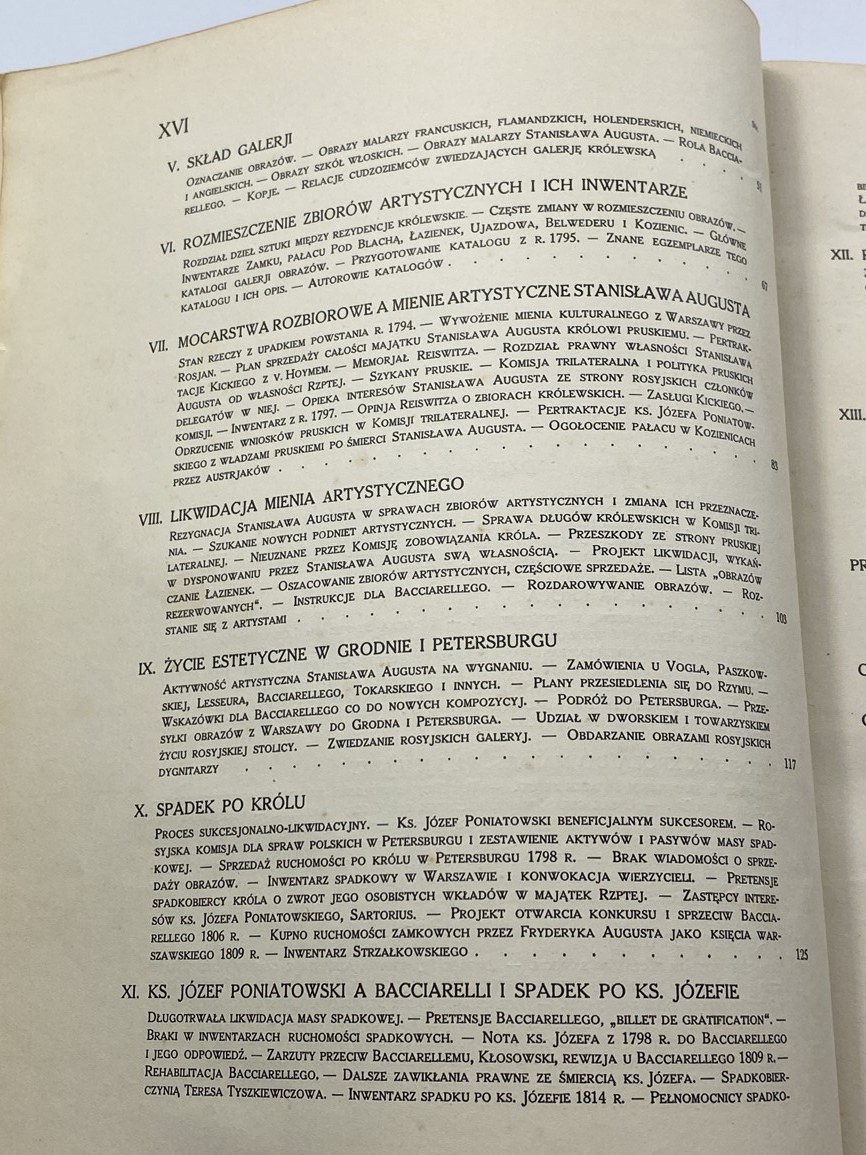 XVI
V. SKŁAD GALERJI
OZNACZANIE OBRAZÓW. — OBRAZY MALARZY FRANCUSKICH, FLAMANDZKICH, HOLENDERSKICH, NIEMIECKICH
I ANGIELSKICH. — OBRAZY SZKÓŁ WŁOSKICH. — OBRAZY MALARZY STANISŁAWA AUGUSTA. — ROLA BACCIA-
RELLEGO. — KOPJE. — RELACJE CUDZOZIEMCÓW ZWIEDZAJĄCYCH GALERJĘ KRÓLEWSKĄ . . . .
VI. ROZMIESZCZENIE ZBIORÓW ARTYSTYCZNYCH I ICH INWENTARZE
ROZDZIAŁ DZIEŁ SZTUKI MIĘDZY REZYDENCJE KRÓLEWSKIE. — CZĘSTE ZMIANY W ROZMIESZCZENIU OBRAZÓW. —
INWENTARZE ZAMKU, PAŁACU POD BLACHĄ, ŁAZIENEK, UJAZDOWA, BELWEDERU I KOZIENIC. — GŁÓWNE
KATALOGI GALERJI OBRAZÓW. — PRZYGOTOWANIE KATALOGU Z R. 1795. — ZNANE EGZEMPLARZE TEGO
KATALOGU I ICH OPIS. — AUTOROWIE KATALOGÓW . . . . . . . . . . 67
VII. MOCARSTWA ROZBIOROWE A MIENIE ARTYSTYCZNE STANISŁAWA AUGUSTA
STAN RZECZY Z UPADKIEM POWSTANIA R. 1794. — WYWOŻENIE MIENIA KULTURALNEGO Z WARSZAWY PRZEZ
ROSJAN. — PLAN SPRZEDAŻY CAŁOŚCI MAJĄTKU STANISŁAWA AUGUSTA KRÓLOWI PRUSKIEMU. — PERTRAK-
TACJE KICKIEGO Z V. HOYMEM. — MEMORJAŁ REISWITZA. — ROZDZIAŁ PRAWNY WŁASNOŚCI STANISŁAWA
AUGUSTA OD WŁASNOŚCI RZPTEJ. — SZYKANY PRUSKIE. — KOMISJA TRILATERALNA I POLITYKA PRUSKICH
DELEGATÓW W NIEJ. — OPIEKA INTERESÓW STANISŁAWA AUGUSTA ZE STRONY ROSYJSKICH CZŁONKÓW
KOMISJI. — INWENTARZ Z R. 1797. — OPINJA REISWITZA O ZBIORACH KRÓLEWSKICH. — ZASŁUGI KICKIEGO. —
ODRZUCENIE WNIOSKÓW PRUSKICH W KOMISJI TRILATERALNEJ. — PERTRAKTACJE KS. JÓZEFA PONIATOW-
SKIEGO Z WŁADZAMI PRUSKIEMI PO ŚMIERCI STANISŁAWA AUGUSTA. — OGOŁOCENIE PAŁACU W KOZIENICACH
PRZEZ AUSTRJAKÓW . . . . . . . . . . 83
VIII. LIKWIDACJA MIENIA ARTYSTYCZNEGO
REZYGNACJA STANISŁAWA AUGUSTA W SPRAWACH ZBIORÓW ARTYSTYCZNYCH I ZMIANA ICH PRZEZNACZE-
NIA. — SZUKANIE NOWYCH PODNIET ARTYSTYCZNYCH. — SPRAWA DŁUGÓW KRÓLEWSKICH W KOMISJI TRI-
LATERALNEJ. — NIEUZNANE PRZEZ KOMISJĘ ZOBOWIĄZANIA KRÓLA. — PRZESZKODY ZE STRONY PRUSKIEJ
W DYSPONOWANIU PRZEZ STANISŁAWA AUGUSTA SWĄ WŁASNOŚCIĄ. — PROJEKT LIKWIDACJI, WYKAŃ-
CZANIE ŁAZIENEK. — OSZACOWANIE ZBIORÓW ARTYSTYCZNYCH, CZĘŚCIOWE SPRZEDAŻE. — LISTA „OBRAZÓW
REZERWOWANYCH". — INSTRUKCJE DLA BACCIARELLEGO. — ROZDAROWYWANIE OBRAZÓW. — ROZ-
STANIE SIĘ Z ARTYSTAMI . . . . . . . . . . 103
IX. ŻYCIE ESTETYCZNE W GRODNIE I PETERSBURGU
AKTYWNOŚĆ ARTYSTYCZNA STANISŁAWA AUGUSTA NA WYGNANIU. — ZAMÓWIENIA U VOGLA, PASZKOW-
SKIEJ, LESSEURA, BACCIARELLEGO, TOKARSKIEGO I INNYCH. — PLANY PRZESIEDLENIA SIĘ DO RZYMU. —
WSKAZÓWKI DLA BACCIARELLEGO CO DO NOWYCH KOMPOZYCYJ. — PODRÓŻ DO PETERSBURGA. — PRZE-
SYŁKI OBRAZÓW Z WARSZAWY DO GRODNA I PETERSBURGA. — UDZIAŁ W DWORSKIEM I TOWARZYSKIEM
ŻYCIU ROSYJSKIEJ STOLICY. — ZWIEDZANIE ROSYJSKICH GALERYJ. — OBDARZANIE OBRAZAMI ROSYJSKICH
DYGNITARZY . . . . . . . . . . 117
X. SPADEK PO KRÓLU
PROCES SUKCESJONALNO-LIKWIDACYJNY. — KS. JÓZEF PONIATOWSKI BENEFICJALNYM SUKCESOREM. — RO-
SYJSKA KOMISJA DLA SPRAW POLSKICH W PETERSBURGU I ZESTAWIENIE AKTYWÓW I PASYWÓW MASY SPAD-
KOWEJ. — SPRZEDAŻ RUCHOMOŚCI PO KRÓLU W PETERSBURGU 1798 R. — BRAK WIADOMOŚCI O SPRZE-
DAŻY OBRAZÓW. — INWENTARZ SPADKOWY W WARSZAWIE I KONWOKACJA WIERZYCIELI. — PRETENSJE
SPADKOBIERCY KRÓLA O ZWROT JEGO OSOBISTYCH WKŁADÓW W MAJĄTEK RZPTEJ. — ZASTĘPCY INTERE-
SÓW KS. JÓZEFA PONIATOWSKIEGO, SARTORIUS. — PROJEKT OTWARCIA KONKURSU I SPRZECIW BACCIA-
RELLEGO 1806 R. — KUPNO RUCHOMOŚCI ZAMKOWYCH PRZEZ FRYDERYKA AUGUSTA JAKO KSIĘCIA WAR-
SZAWSKIEGO 1809 R. — INWENTARZ STRZAŁKOWSKIEGO . . . . . . . . . . 125
XI. KS. JÓZEF PONIATOWSKI A BACCIARELLI I SPADEK PO KS. JÓZEFIE
DŁUGOTRWAŁA LIKWIDACJA MASY SPADKOWEJ. — PRETENSJE BACCIARELLEGO, „BILLET DE GRATIFICATION". —
BRAKI W INWENTARZACH RUCHOMOŚCI SPADKOWYCH. — NOTA KS. JÓZEFA Z 1798 R. DO BACCIARELLEGO
I JEGO ODPOWIEDŹ. — ZARZUTY PRZECIW BACCIARELLEMU, KŁOSOWSKI, REWIZJA U BACCIARELLEGO 1809 R. —
REHABILITACJA BACCIARELLEGO. — DALSZE ZAWIKŁANIA PRAWNE ZE ŚMIERCIĄ KS. JÓZEFA. — SPADKOBIER-
CZYNIĄ TERESA TYSZKIEWICZOWA. — INWENTARZ SPADKU PO KS. JÓZEFIE 1814 R. — PEŁNOMOCNICY SPADKO-
XII.
XIII.
PR